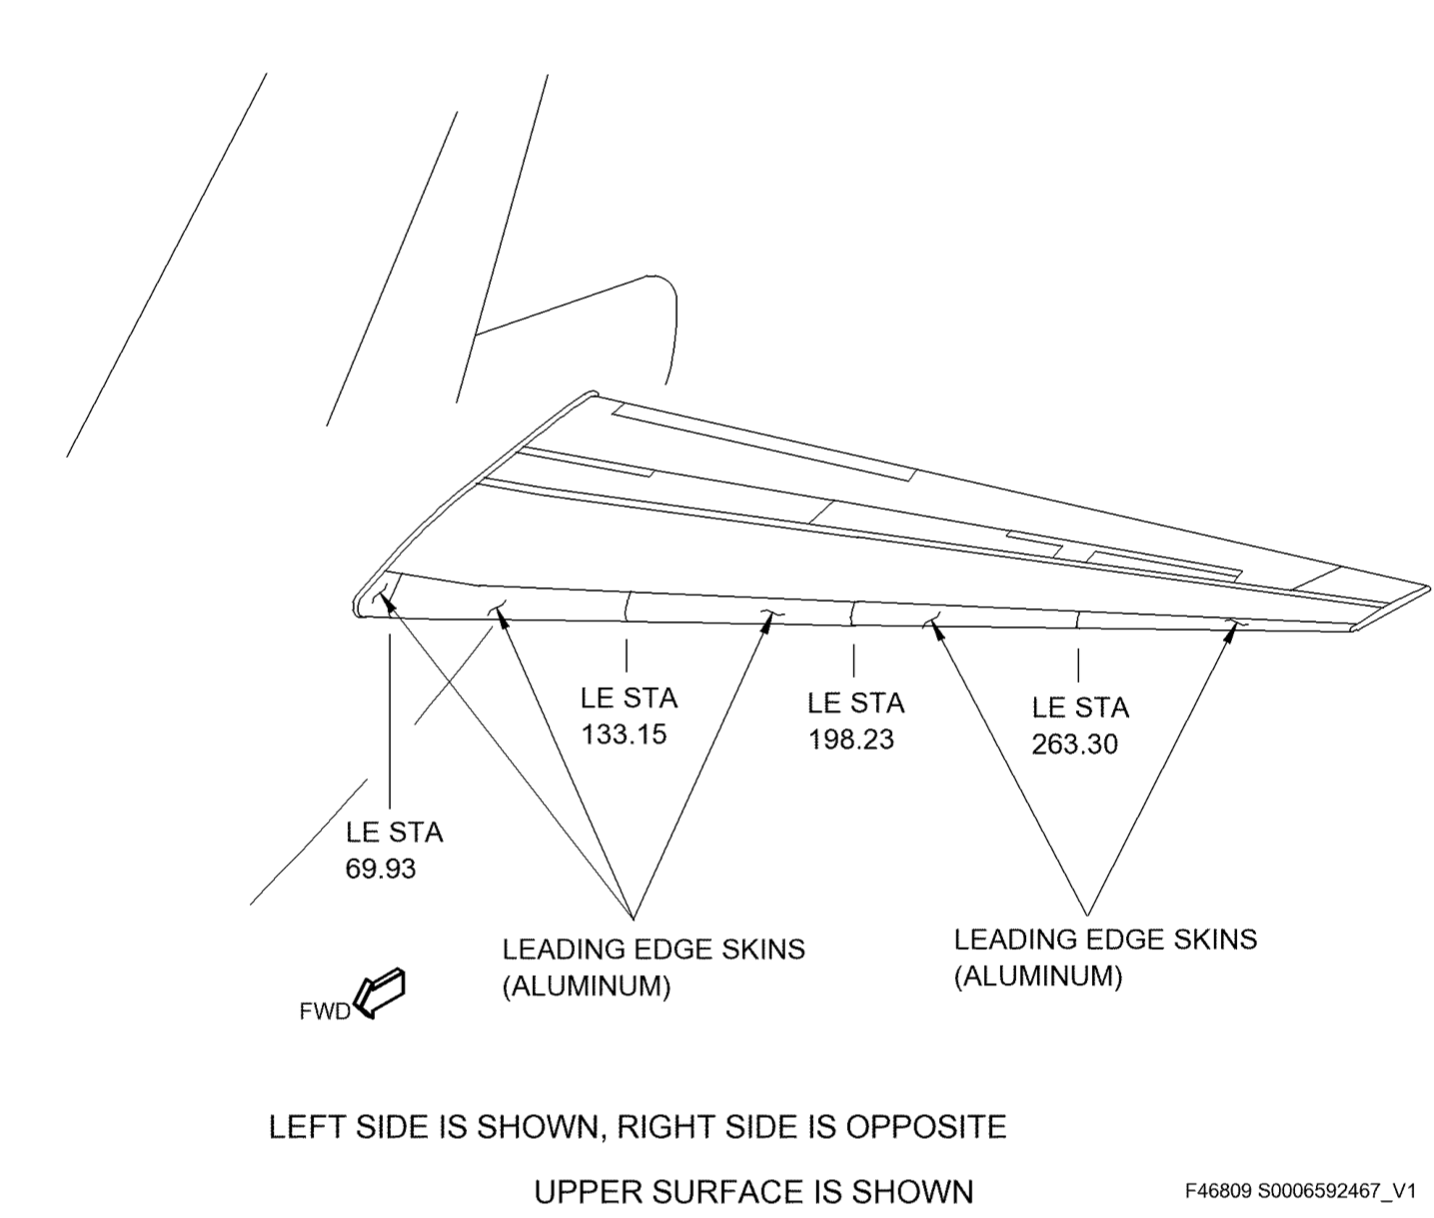 LE STA
133.15
LE STA
198.23
LE STA
263.30
LE STA
69.93
LEADING EDGE SKINS
(ALUMINUM)
LEADING EDGE SKINS
(ALUMINUM)
FWD
LEFT SIDE IS SHOWN, RIGHT SIDE IS OPPOSITE
UPPER SURFACE IS SHOWN
F46809 S0006592467_V1